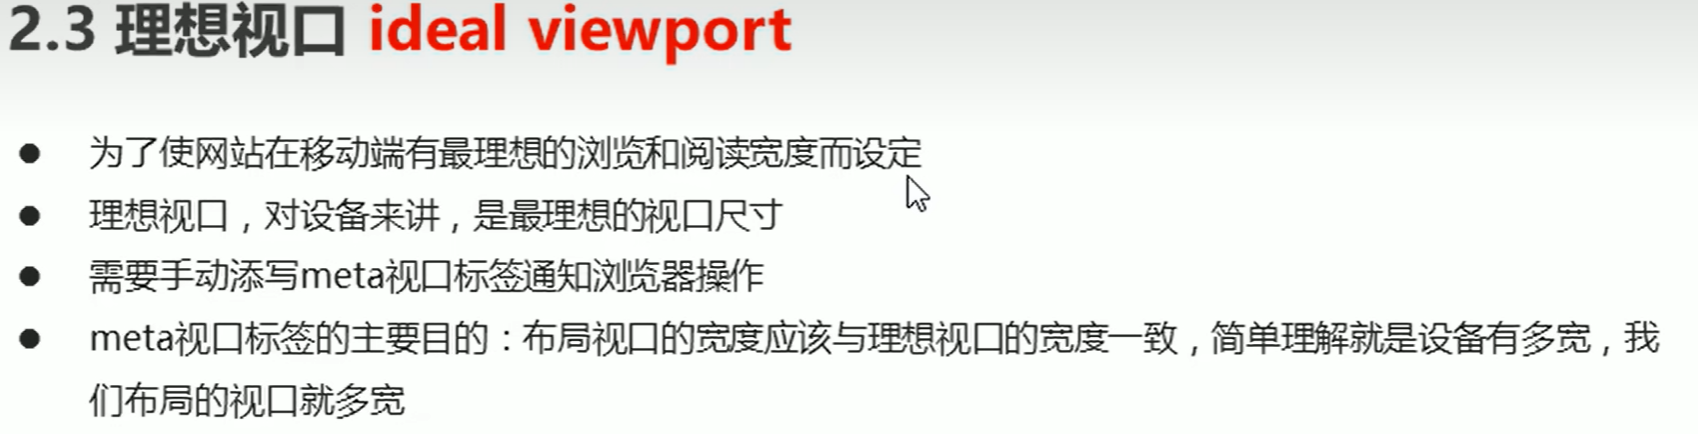 2.3 理想视口 ideal viewport
● 为了使网站在移动端有最理想的浏览和阅读宽度而设定
● 理想视口，对设备来讲，是最理想的视口尺寸
● 需要手动添写meta视口标签通知浏览器操作
● meta视口标签的主要目的：布局视口的宽度应该与理想视口的宽度一致，简单理解就是设备有多宽，我
们布局的视口就多宽